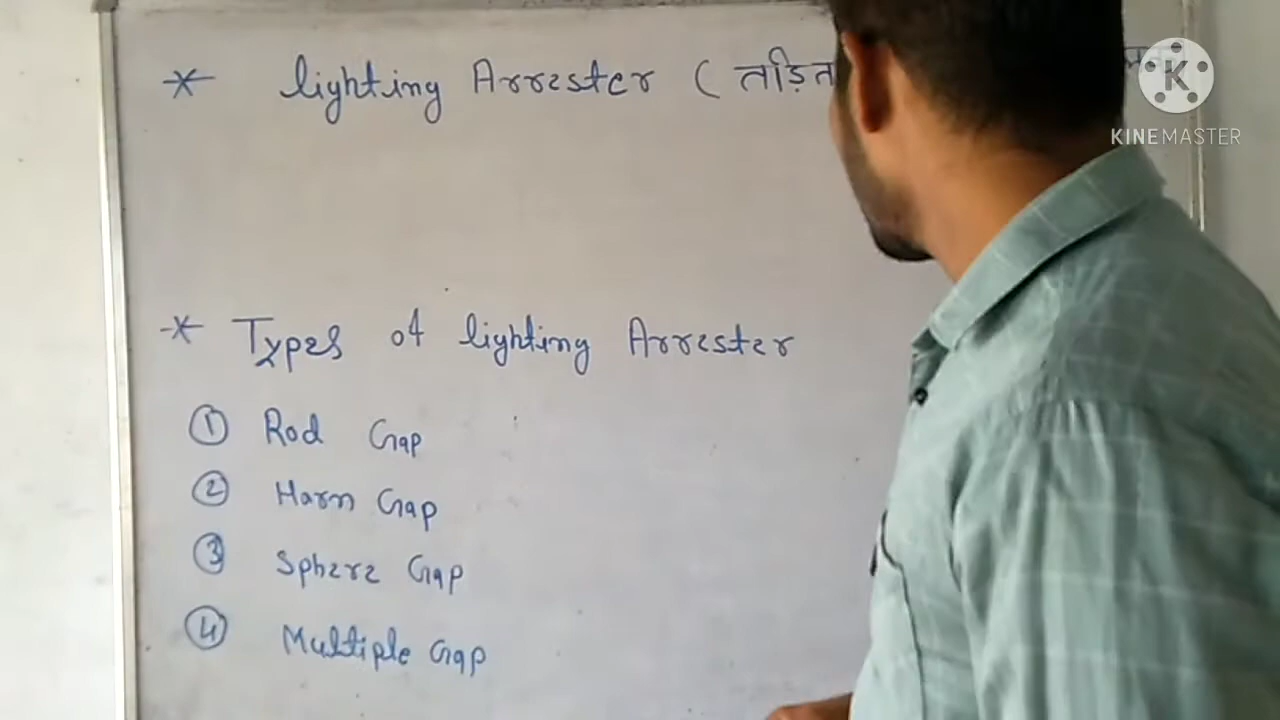 * lighting Arrester ( तड़ित
KINEMASTER
* Types of lighting Arrester
① Rod Gap
② Harn Gap
③ Sphere Gap
④ Multiple Gap